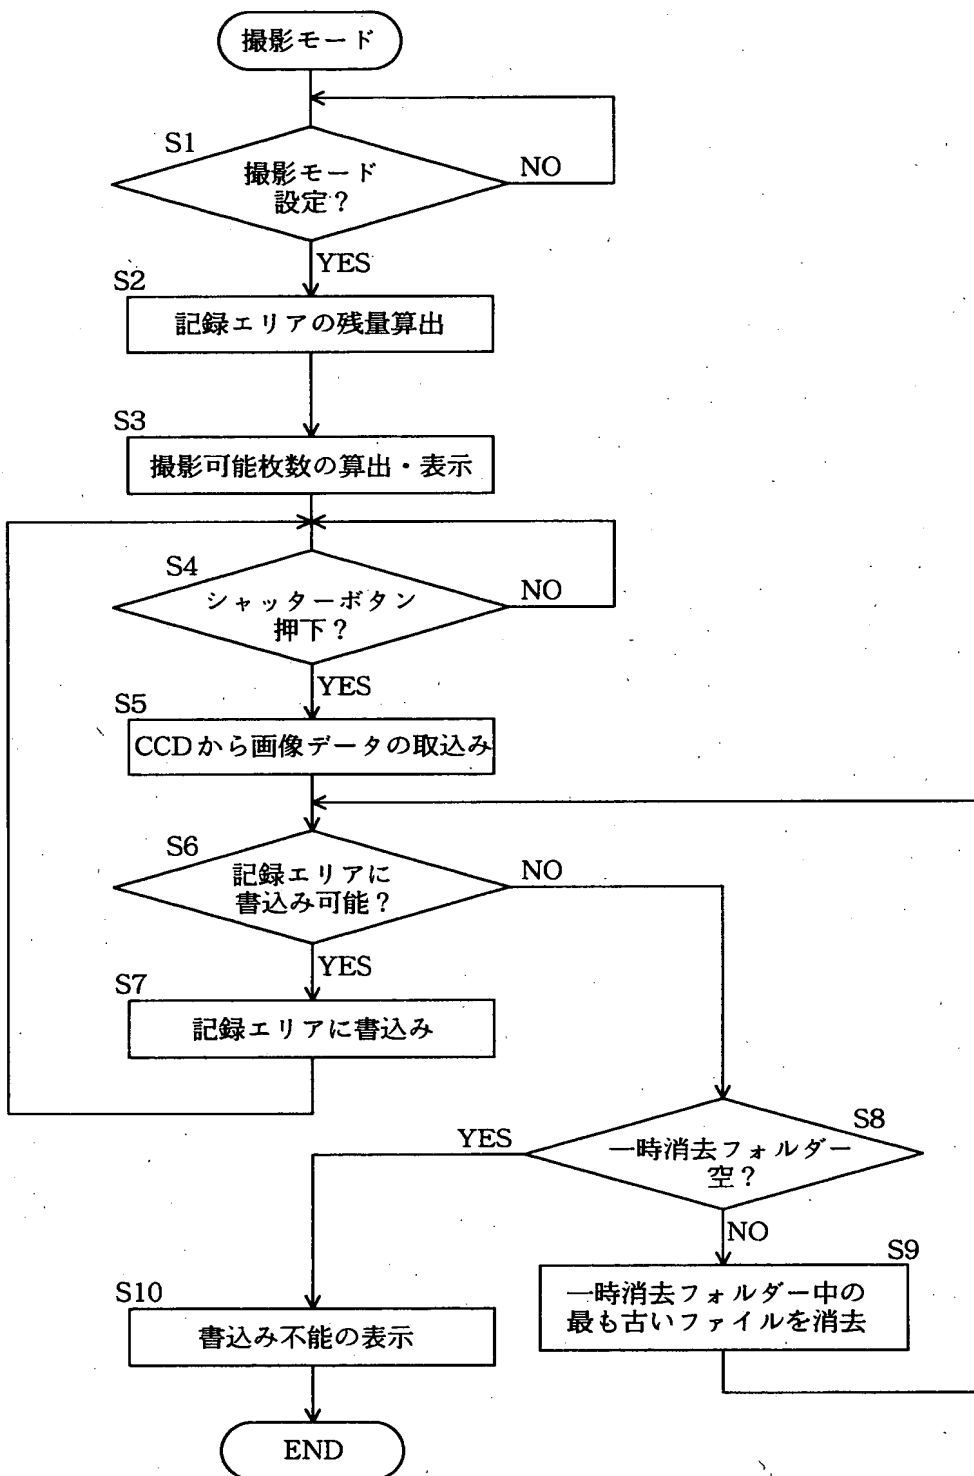 撮影モード
S1
撮影モード
設定？
NO
YES
S2
記録エリアの残量算出
S3
撮影可能枚数の算出・表示
S4
シャッターボタン
押下？
NO
YES
S5
CCDから画像データの取込み
S6
記録エリアに
書込み可能？
NO
YES
S7
記録エリアに書込み
S8
一時消去フォルダー
空？
YES
NO
S9
一時消去フォルダー中の
最も古いファイルを消去
S10
書込み不能の表示
END